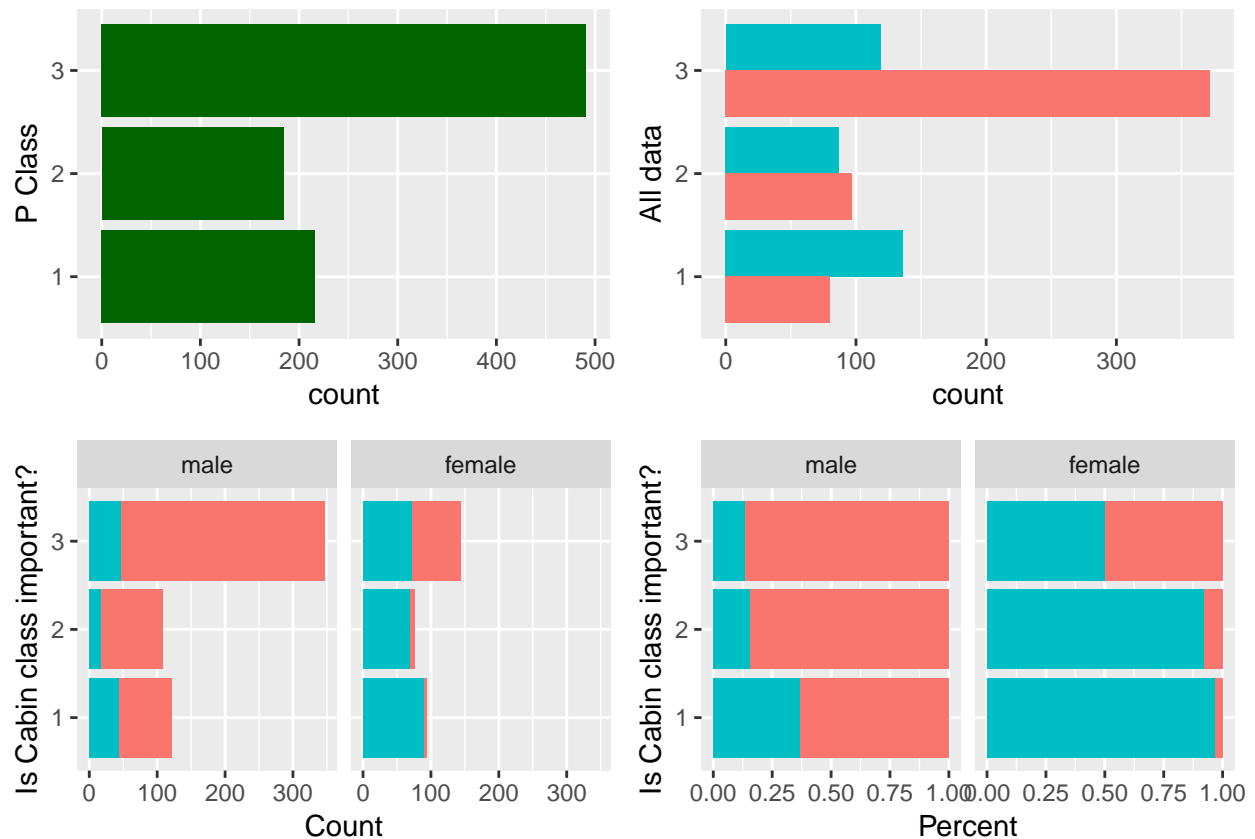 P Class
3
2
1
0 100 200 300 400 500
count
All data
3
2
1
0 100 200 300
count
Is Cabin class important?
male female
3
2
1
0 100 200 300 0 100 200 300
Count
Is Cabin class important?
male female
3
2
1
0.00 0.25 0.50 0.75 1.00 0.00 0.25 0.50 0.75 1.00
Percent